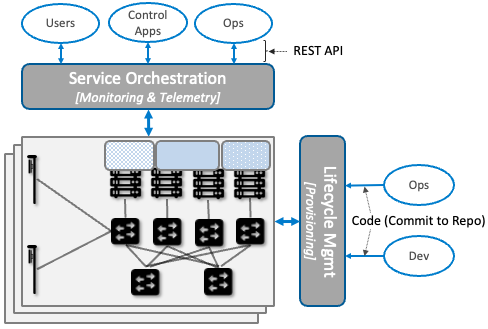 Users
Control
Apps
Ops
REST API
Service Orchestration
[Monitoring & Telemetry]
Lifecycle Mgmt
[Provisioning]
Ops
Code (Commit to Repo)
Dev